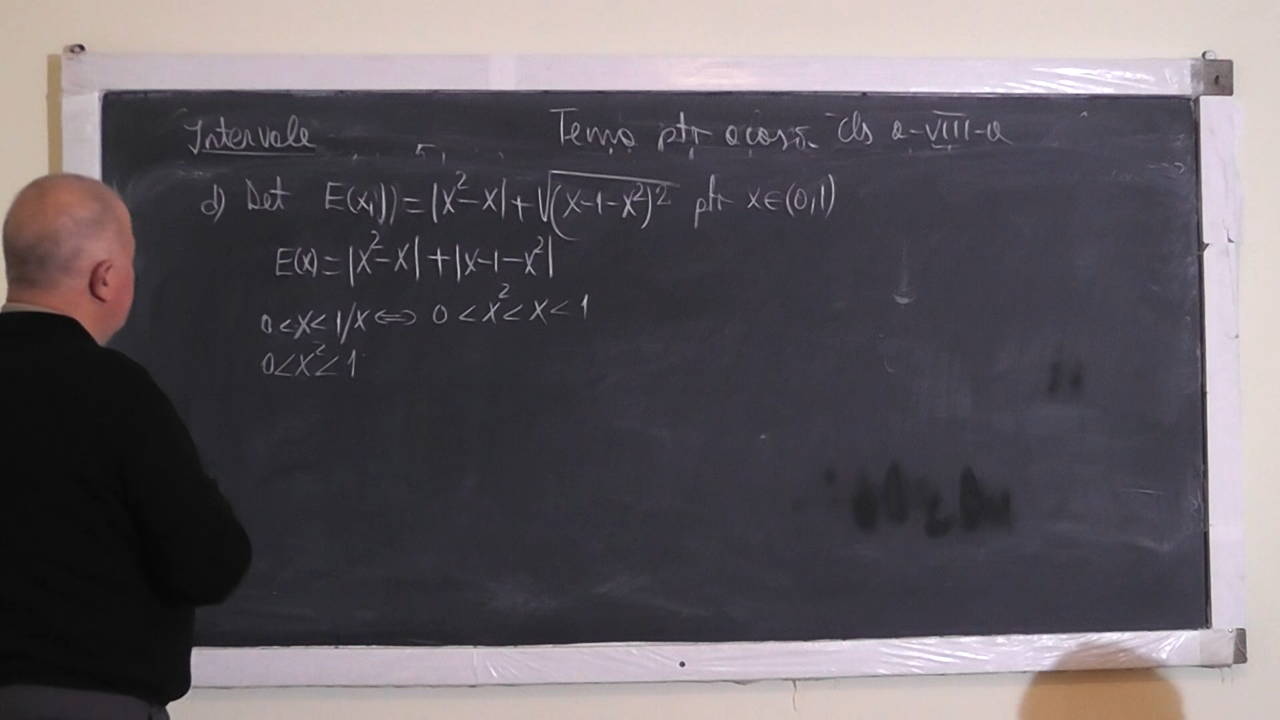 Intervale Temă ptr acasă cls a-VIII-a
d) Det E(x)=|x²-x|+√(x-1-x²)² ptr x∈(0,1)
E(x)=|x²-x|+|x-1-x²|
0<x<1/x⇔ 0<x²<x<1
0<x²<1